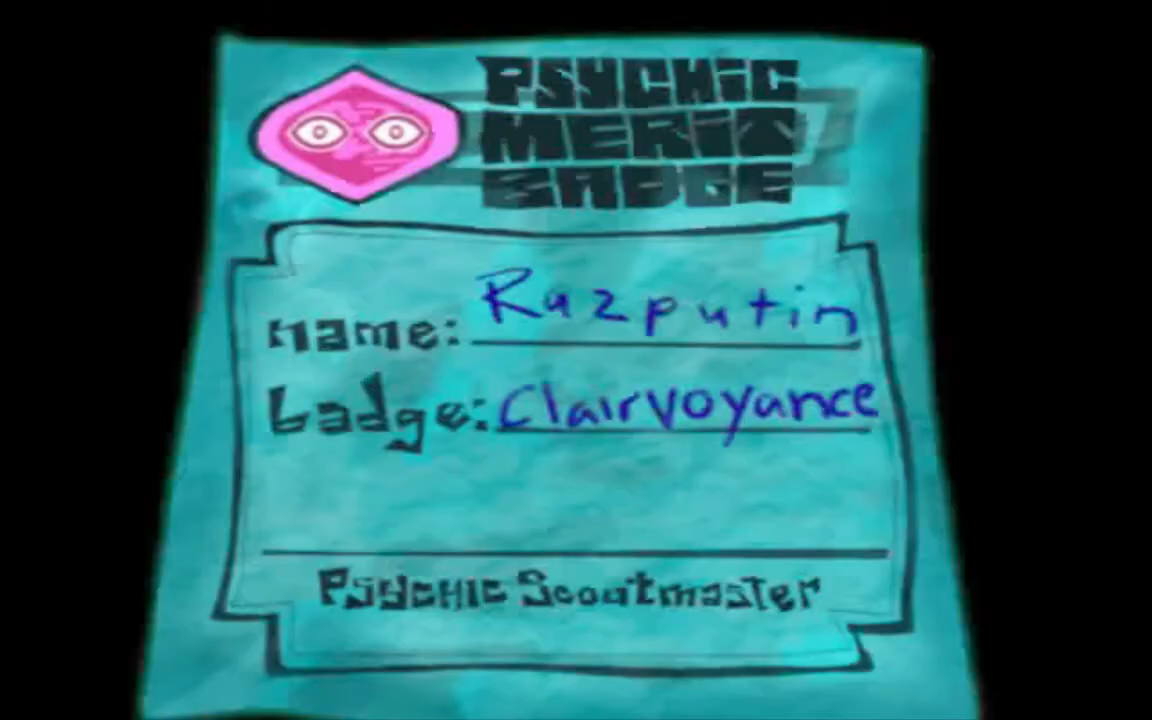 PSYCHIC
MERIT
BADGE
name: Razputin
badge: Clairvoyance
Psychic Scoutmaster